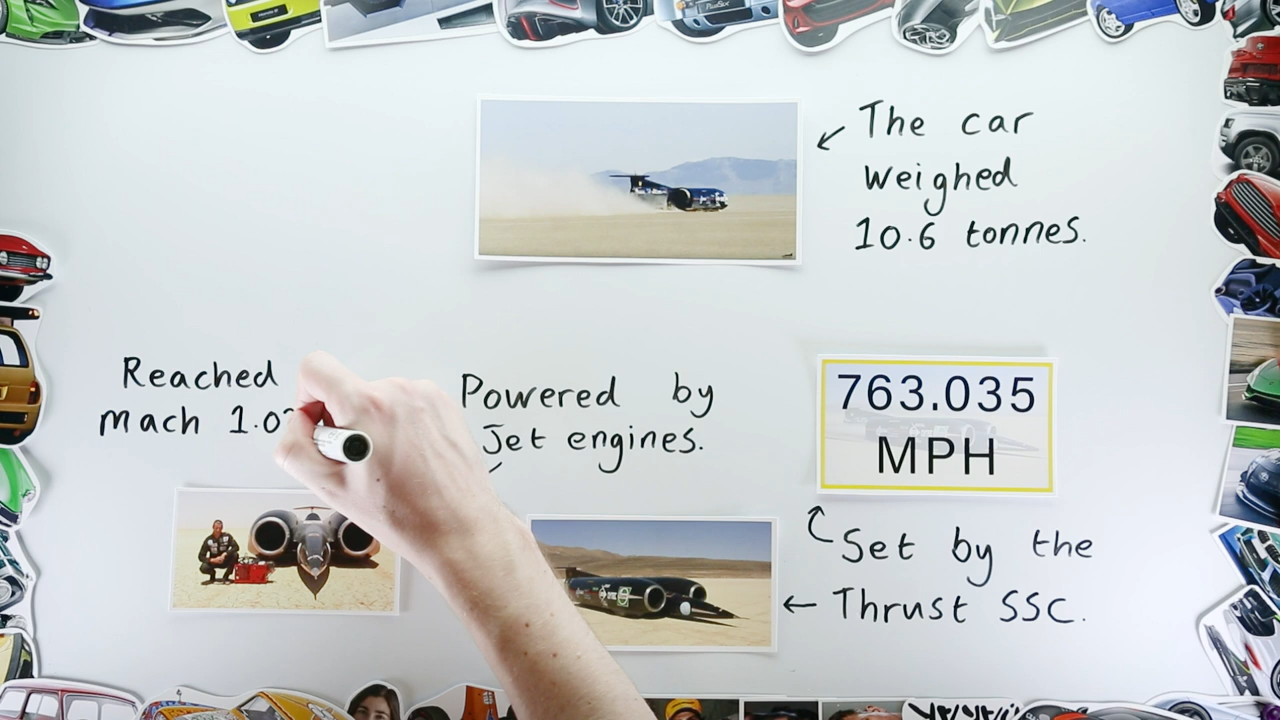 The car
weighed
10.6 tonnes.
Reached
mach 1.0
Powered by
Jet engines.
763.035
MPH
Set by the
Thrust SSC.